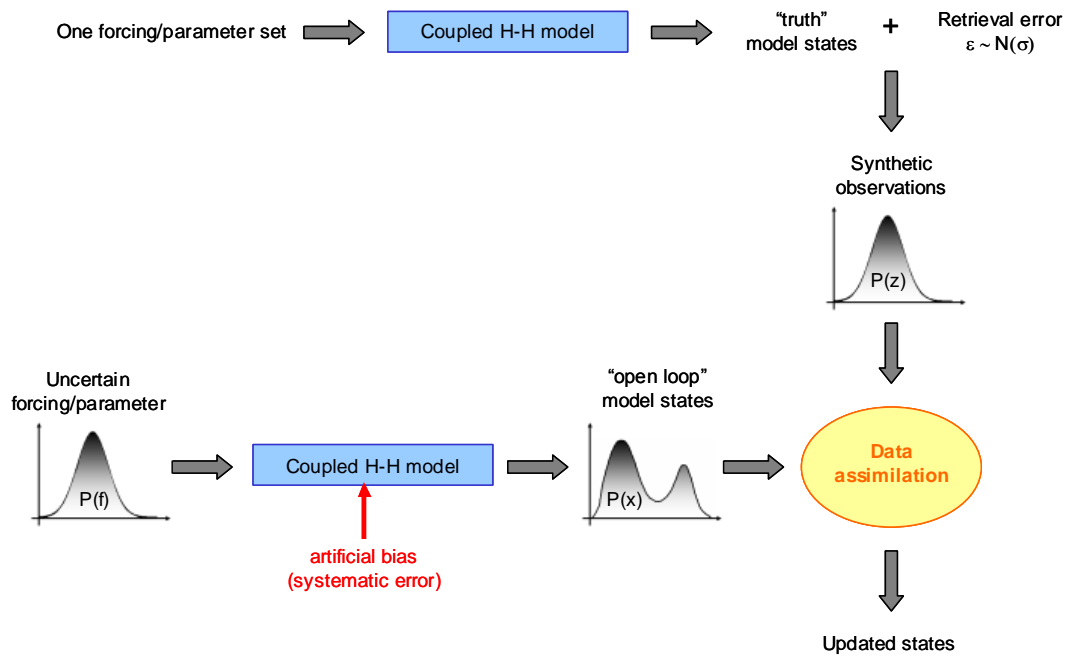 One forcing/parameter set
Coupled H-H model
“truth”
model states
+
Retrieval error
ε ~ N(σ)
Synthetic
observations
P(z)
Uncertain
forcing/parameter
P(f)
Coupled H-H model
artificial bias
(systematic error)
“open loop”
model states
P(x)
Data
assimilation
Updated states